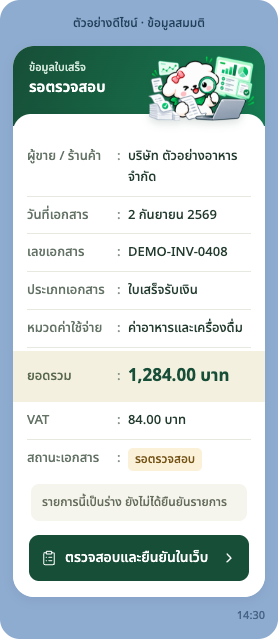 ตัวอย่างดีไซน์ · ข้อมูลสมมติ
ข้อมูลใบเสร็จ
รอตรวจสอบ
ผู้ขาย / ร้านค้า : บริษัท ตัวอย่างอาหาร
จำกัด
วันที่เอกสาร : 2 กันยายน 2569
เลขเอกสาร : DEMO-INV-0408
ประเภทเอกสาร : ใบเสร็จรับเงิน
หมวดค่าใช้จ่าย : ค่าอาหารและเครื่องดื่ม
ยอดรวม : 1,284.00 บาท
VAT : 84.00 บาท
สถานะเอกสาร : รอตรวจสอบ
รายการนี้เป็นร่าง ยังไม่ได้ยืนยันรายการ
ตรวจสอบและยืนยันในเว็บ
14:30